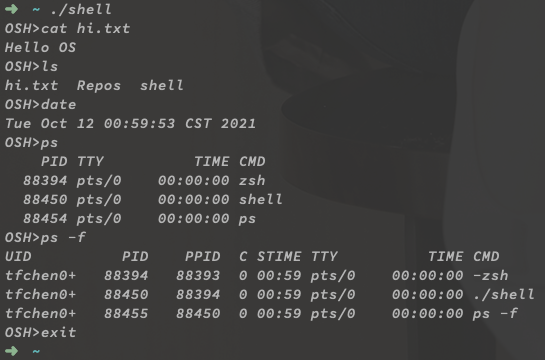 ➜  ~ ./shell
OSH>cat hi.txt
Hello OS
OSH>ls
hi.txt  Repos  shell
OSH>date
Tue Oct 12 00:59:53 CST 2021
OSH>ps
    PID TTY          TIME CMD
  88394 pts/0    00:00:00 zsh
  88450 pts/0    00:00:00 shell
  88454 pts/0    00:00:00 ps
OSH>ps -f
UID          PID    PPID  C STIME TTY          TIME CMD
tfchen0+   88394   88393  0 00:59 pts/0    00:00:00 -zsh
tfchen0+   88450   88394  0 00:59 pts/0    00:00:00 ./shell
tfchen0+   88455   88450  0 00:59 pts/0    00:00:00 ps -f
OSH>exit
➜  ~